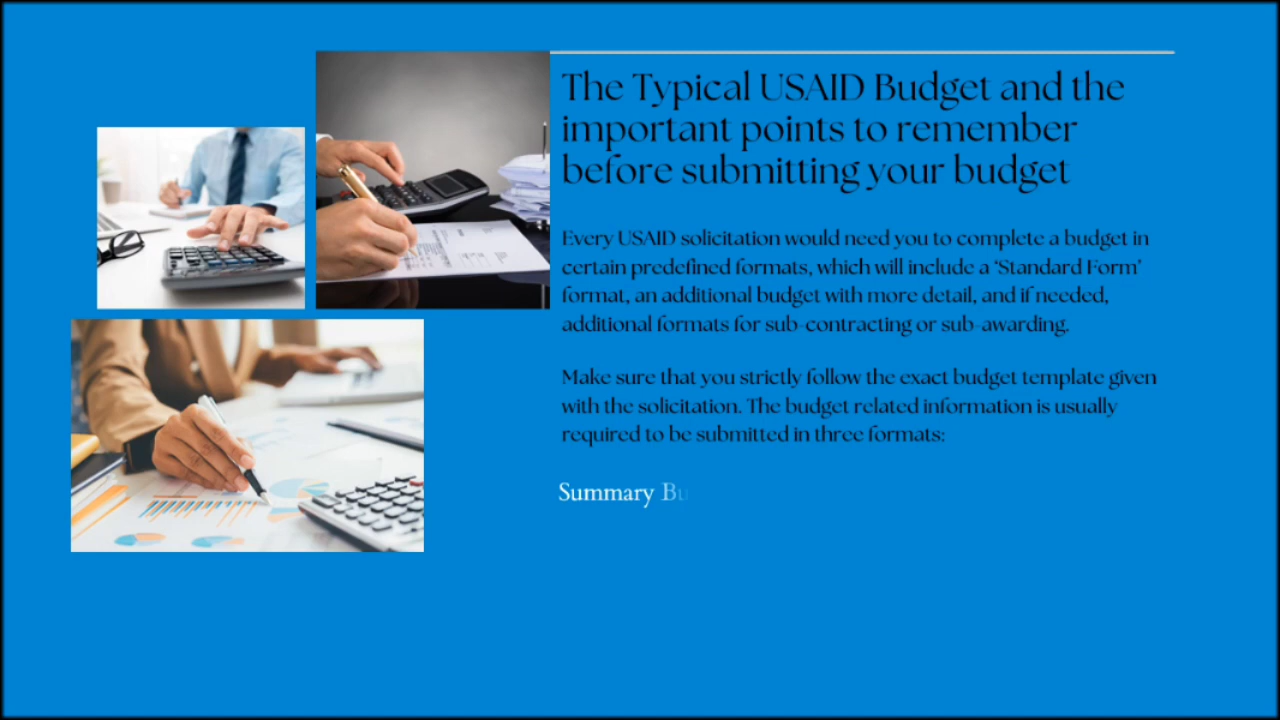 The Typical USAID Budget and the
important points to remember
before submitting your budget
Every USAID solicitation would need you to complete a budget in
certain predefined formats, which will include a ‘Standard Form’
format, an additional budget with more detail, and if needed,
additional formats for sub-contracting or sub-awarding.
Make sure that you strictly follow the exact budget template given
with the solicitation. The budget related information is usually
required to be submitted in three formats:
Summary Bu